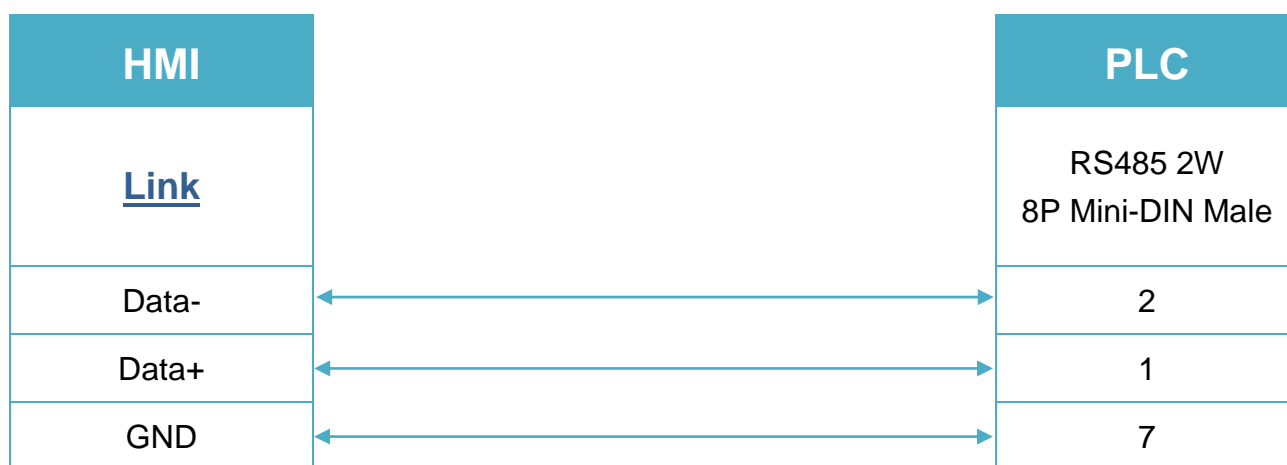 HMI PLC
Link RS485 2W
8P Mini-DIN Male
Data- 2
Data+ 1
GND 7